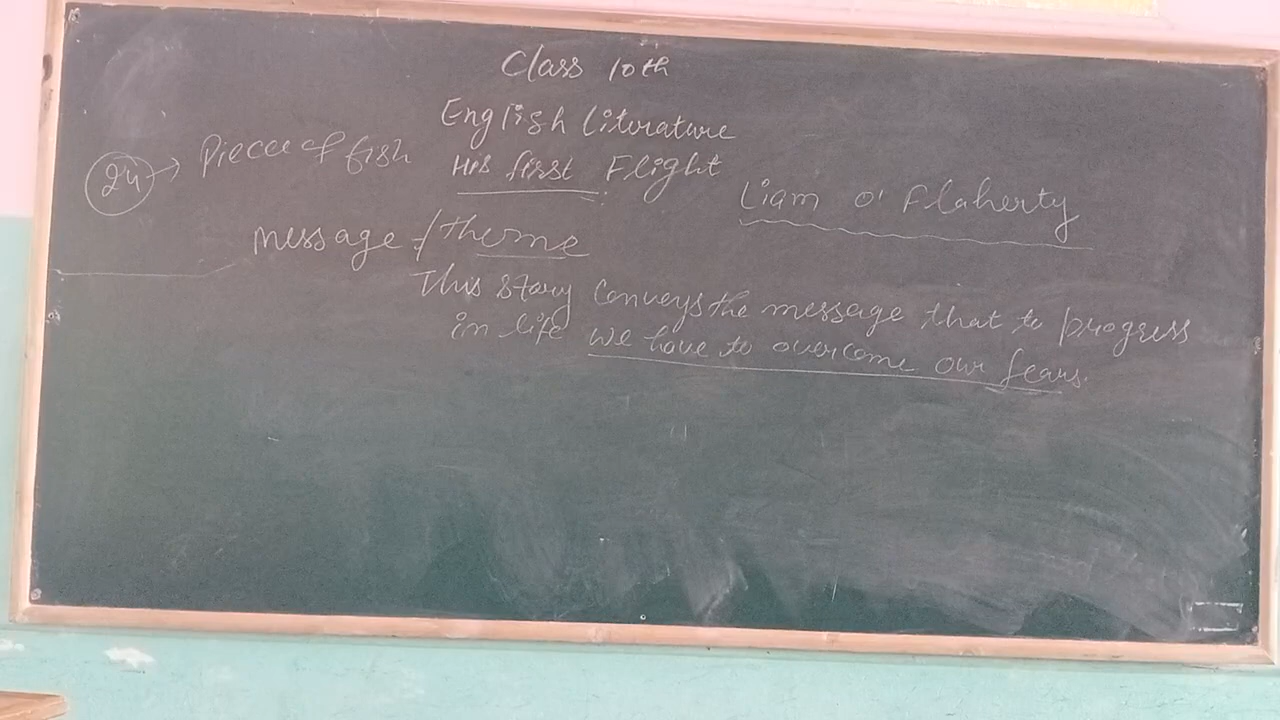 Class 10th
English Literature
24 → Piece of fish
His first Flight
Liam o' Flaherty
Message / theme
This story conveys the message that to progress
in life we have to overcome our fears.